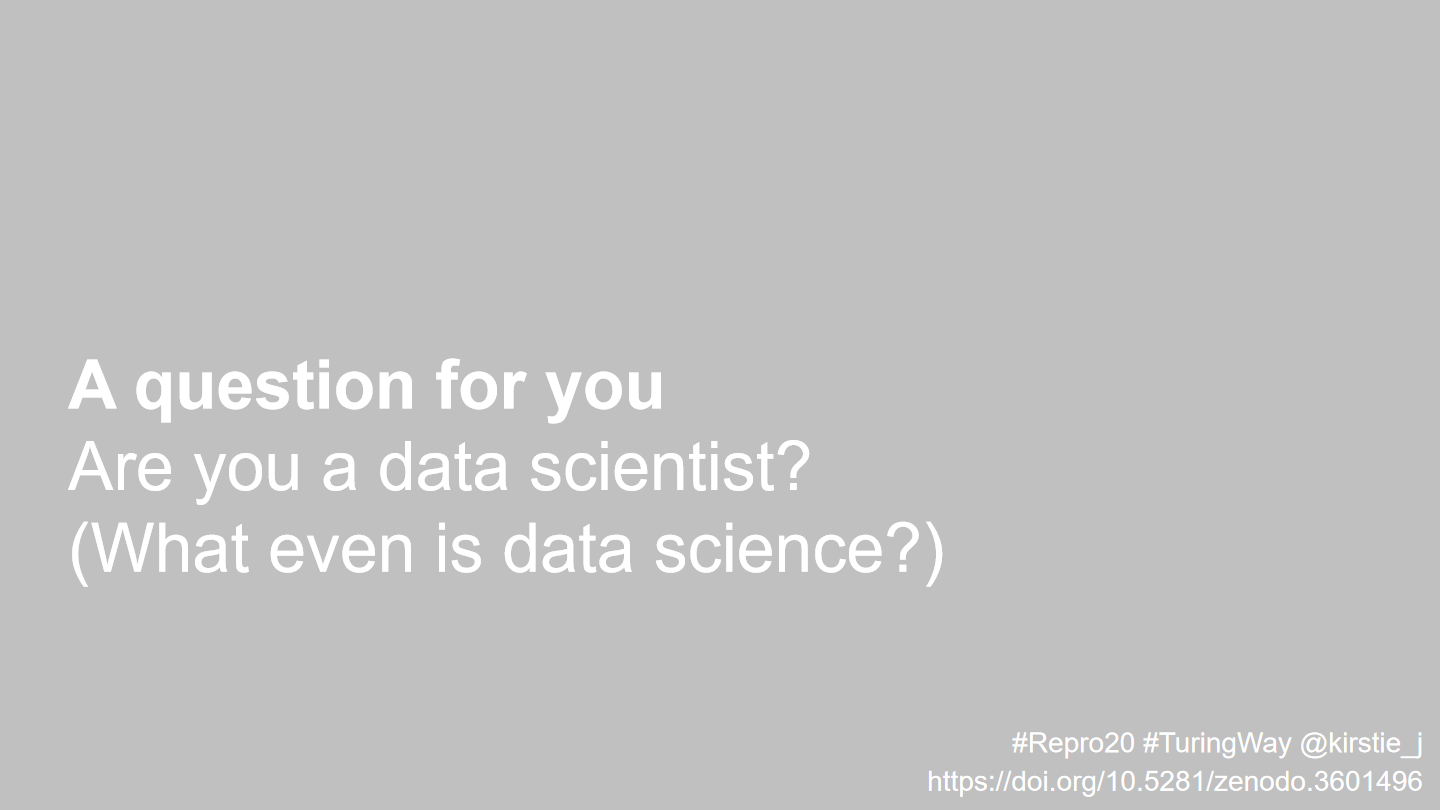 A question for you
Are you a data scientist?
(What even is data science?)
#Repro20 #TuringWay @kirstie_j
https://doi.org/10.5281/zenodo.3601496